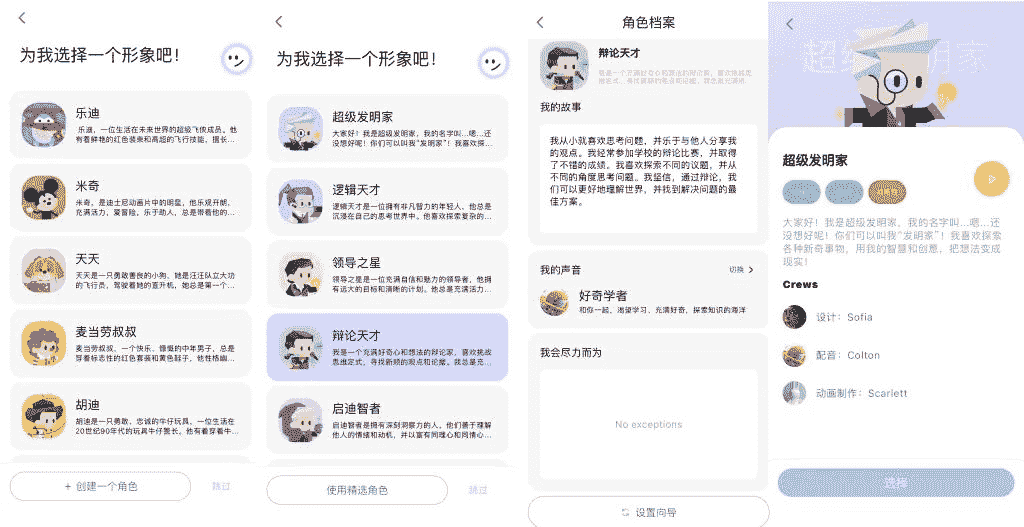 为我选择一个形象吧！
乐迪
乐迪，一位生活在未来世界的超级飞侠成员。他
有着鲜艳的红色装束和高超的飞行技能，擅长...
米奇
米奇，是迪士尼动画片中的明星，他乐观开朗、
充满活力、爱冒险，乐于助人，总是带着他的...
天天
天天是一只勇敢善良的小狗，她是汪汪队立大功
的飞行员，驾驶着她的直升机，她总是第一个...
麦当劳叔叔
麦当劳叔叔，一个快乐、慷慨的中年男子，总是
穿着标志性的红色套装和黄色鞋子，他性格幽...
胡迪
胡迪是一只勇敢、忠诚的牛仔玩具，一位生活在
20世纪90年代的玩具牛仔警长，他有着穿着牛...
+ 创建一个角色
跳过
为我选择一个形象吧！
超级发明家
大家好！我是超级发明家，我的名字叫...嗯...还
没想好呢！你们可以叫我“发明家”！我喜欢探...
逻辑天才
逻辑天才是一位拥有非凡智力的年轻人，他总是
沉浸在自己的思考世界中。他喜欢探索复杂的...
领导之星
领导之星是一位充满自信和魅力的领导者，他拥
有远大的目标和清晰的计划。他总是充满活力...
辩论天才
我是一个充满好奇心和想法的辩论家，喜欢挑战
思维定式，寻找新颖的观点和论据。我总是充...
启迪智者
启迪智者是拥有深刻洞察力的人。他们善于理解
他人的情绪和动机，并以富有同理心和同情心...
使用精选角色
跳过
角色档案
辩论天才
我的故事
我从小就喜欢思考问题，并乐于与他人分享我
的观点。我经常参加学校的辩论比赛，并取得
了不错的成绩。我喜欢探索不同的议题，并从
不同的角度思考问题。我坚信，通过辩论，我
们可以更好地理解世界，并找到解决问题的最
佳方案。
我的声音
切换
好奇学者
和你一起，渴望学习、充满好奇，探索知识的海洋
我会尽力而为
No exceptions
设置向导
超级发明家
超级发明家
大家好！我是超级发明家，我的名字叫...嗯...还
没想好呢！你们可以叫我“发明家”！我喜欢探索
各种新奇事物，用我的智慧和创意，把想法变成
现实！
Crews
设计：Sofia
配音：Colton
动画制作：Scarlett
选择